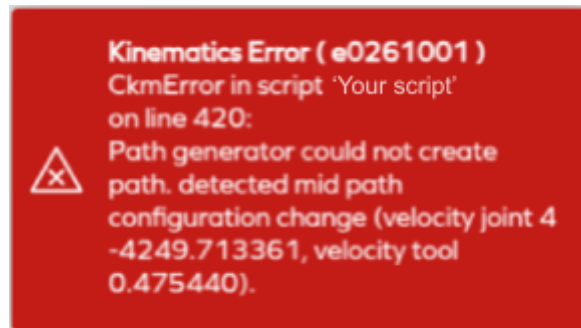 Kinematics Error ( e0261001 )
CkmError in script ‘Your script’
on line 420:
Path generator could not create
path. detected mid path
configuration change (velocity joint 4
-4249.713361, velocity tool
0.475440).